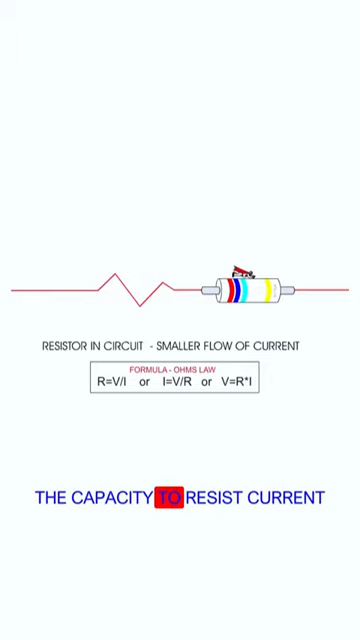 RESISTOR IN CIRCUIT - SMALLER FLOW OF CURRENT
FORMULA - OHMS LAW
R=V/I or I=V/R or V=R*I
THE CAPACITY TO RESIST CURRENT